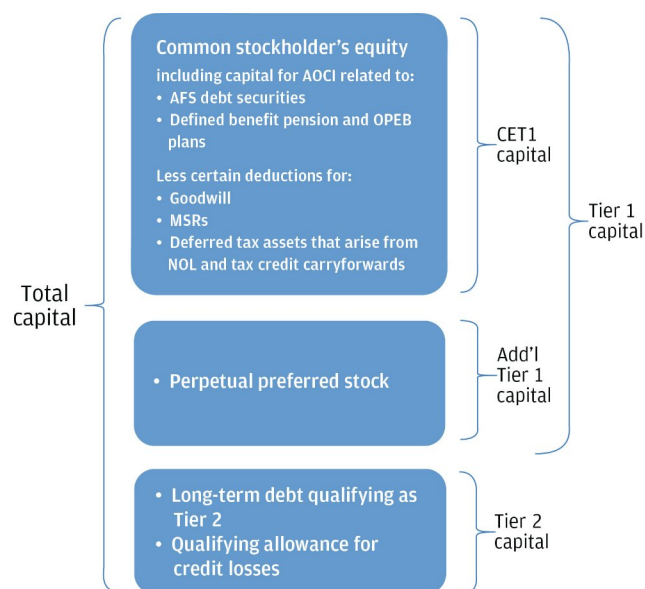 Total
capital
Common stockholder's equity
including capital for AOCI related to:
• AFS debt securities
• Defined benefit pension and OPEB
plans
Less certain deductions for:
• Goodwill
• MSRs
• Deferred tax assets that arise from
NOL and tax credit carryforwards
CET1
capital
Tier 1
capital
• Perpetual preferred stock
Add'l
Tier 1
capital
• Long-term debt qualifying as
Tier 2
• Qualifying allowance for
credit losses
Tier 2
capital